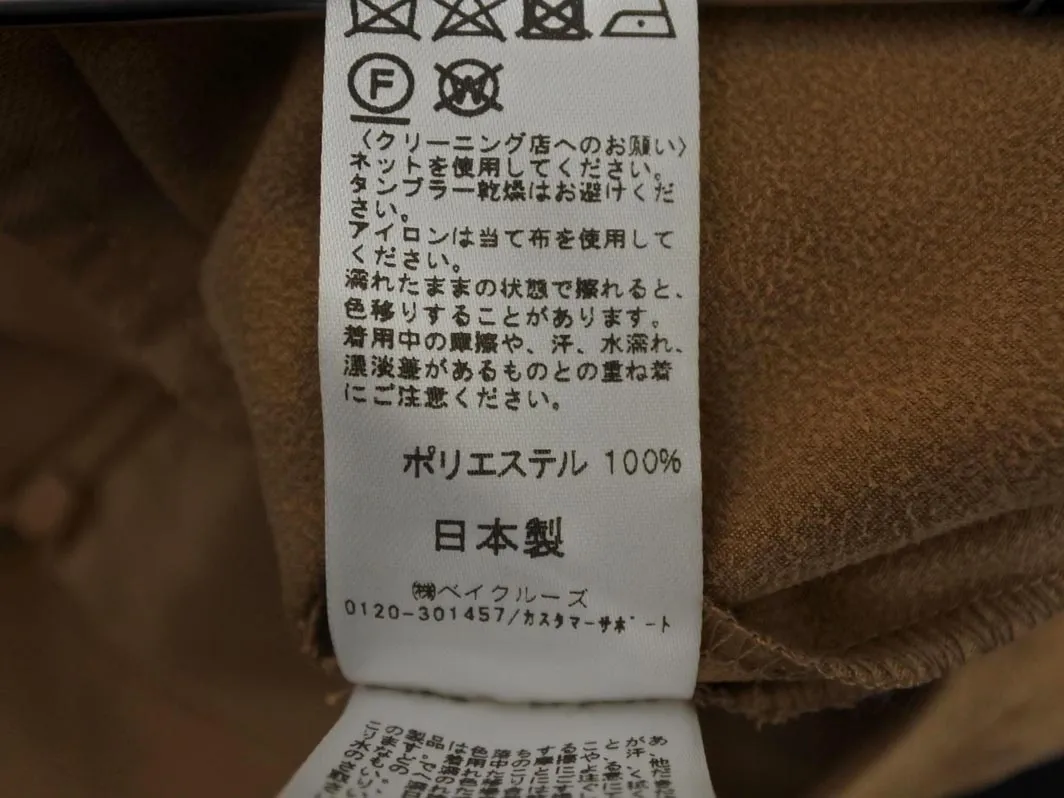 F
W
〈クリーニング店へのお願い〉
ネットを使用してください。
タンブラー乾燥はお避けくだ
さい。
アイロンは当て布を使用して
ください。
濡れたままの状態で擦れると、
色移りすることがあります。
着用中の摩擦や、汗、水濡れ、
濃淡差があるものとの重ね着
にご注意ください。
ポリエステル 100%
日本製
㈱ベイクルーズ
0120-301457/カスタマーサポート